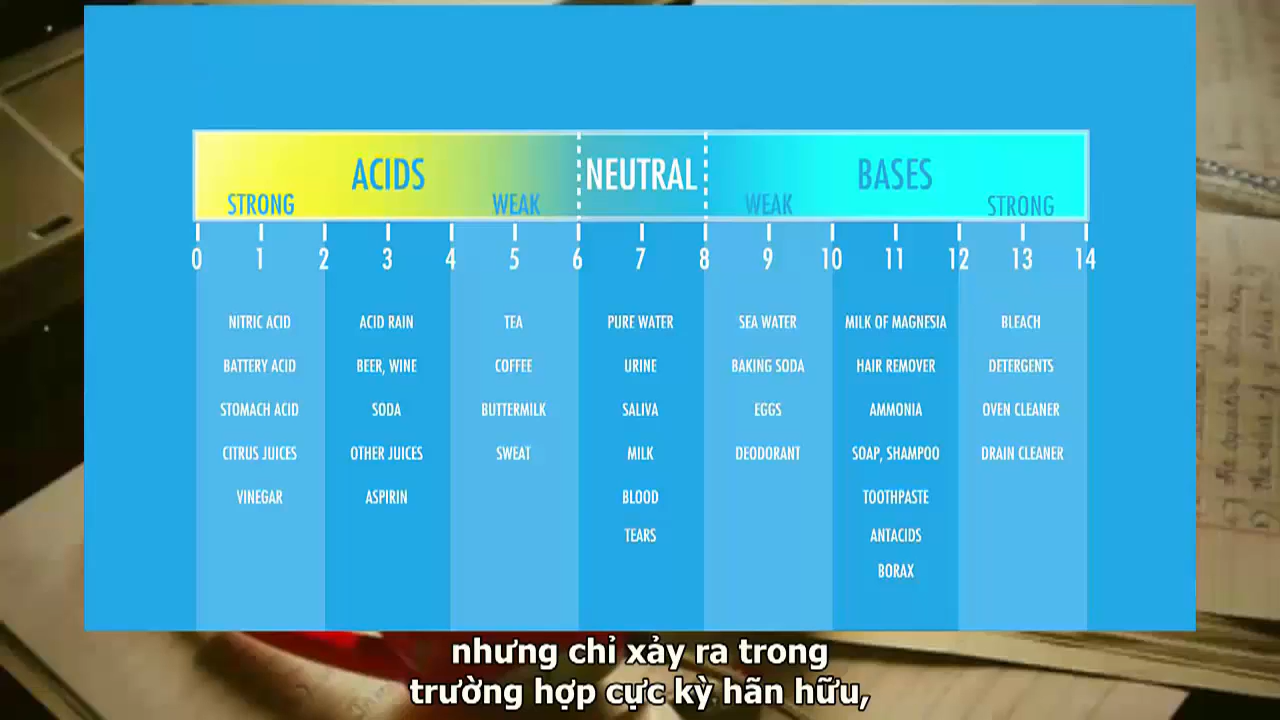 ACIDS NEUTRAL BASES
STRONG WEAK WEAK STRONG
0 1 2 3 4 5 6 7 8 9 10 11 12 13 14
NITRIC ACID ACID RAIN TEA PURE WATER SEA WATER MILK OF MAGNESIA BLEACH
BATTERY ACID BEER, WINE COFFEE URINE BAKING SODA HAIR REMOVER DETERGENTS
STOMACH ACID SODA BUTTERMILK SALIVA EGGS AMMONIA OVEN CLEANER
CITRUS JUICES OTHER JUICES SWEAT MILK DEODORANT SOAP, SHAMPOO DRAIN CLEANER
VINEGAR ASPIRIN BLOOD TOOTHPASTE
TEARS ANTACIDS
BORAX
nhưng chỉ xảy ra trong
trường hợp cực kỳ hãn hữu,